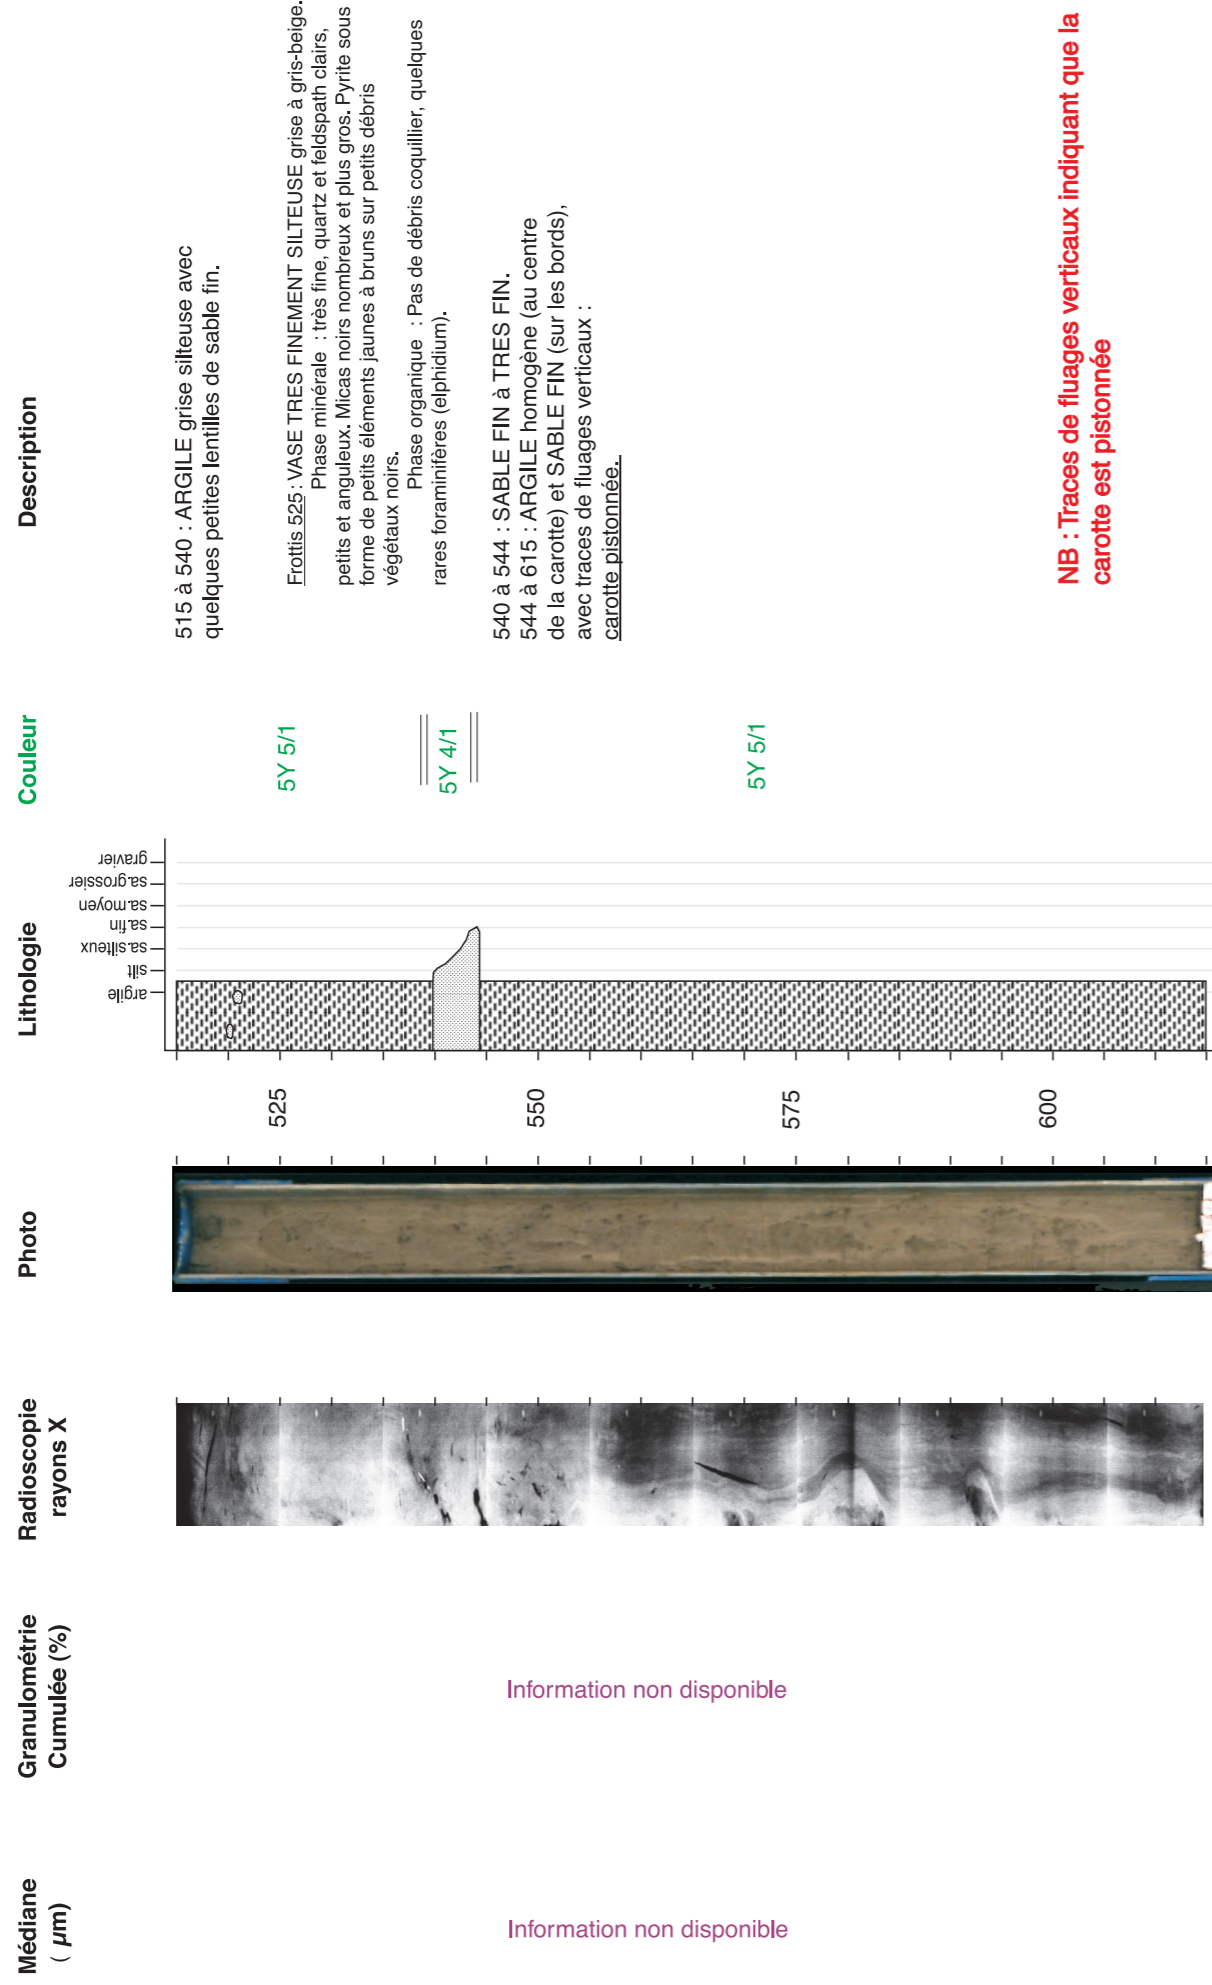 Description
515 à 540 : ARGILE grise silteuse avec
quelques petites lentilles de sable fin.
Frottis 525 : VASE TRES FINEMENT SILTEUSE grise à gris-beige.
Phase minérale : très fine, quartz et feldspath clairs,
petits et anguleux. Micas noirs nombreux et plus gros. Pyrite sous
forme de petits éléments jaunes à bruns sur petits débris
végétaux noirs.
Phase organique : Pas de débris coquillier, quelques
rares foraminifères (elphidium).
540 à 544 : SABLE FIN à TRES FIN.
544 à 615 : ARGILE homogène (au centre
de la carotte) et SABLE FIN (sur les bords),
avec traces de fluages verticaux :
carotte pistonnée.
NB : Traces de fluages verticaux indiquant que la
carotte est pistonnée
Couleur
5Y 5/1
5Y 4/1
5Y 5/1
Lithologie
gravier
sa.grossier
sa.moyen
sa.fin
sa.silteux
silt
argile
525
550
575
600
Photo
Radioscopie
rayons X
Granulométrie
Cumulée (%)
Information non disponible
Médiane
( µm)
Information non disponible